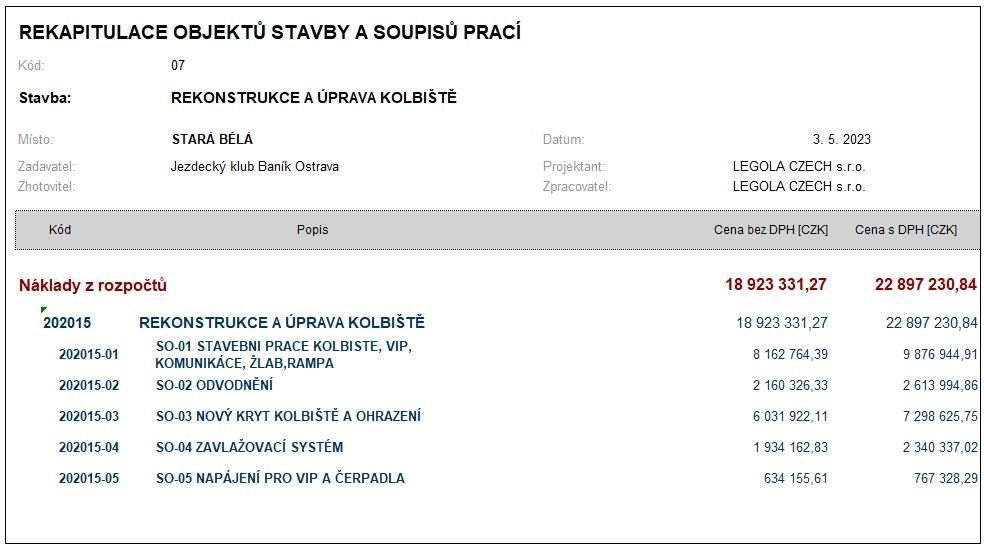 REKAPITULACE OBJEKTŮ STAVBY A SOUPISŮ PRACÍ
Kód: 07
Stavba: REKONSTRUKCE A ÚPRAVA KOLBIŠTĚ
Místo: STARÁ BĚLÁ Datum: 3. 5. 2023
Zadavatel: Jezdecký klub Baník Ostrava Projektant: LEGOLA CZECH s.r.o.
Zhotovitel: Zpracovatel: LEGOLA CZECH s.r.o.
Kód Popis Cena bez DPH [CZK] Cena s DPH [CZK]
Náklady z rozpočtů 18 923 331,27 22 897 230,84
202015 REKONSTRUKCE A ÚPRAVA KOLBIŠTĚ 18 923 331,27 22 897 230,84
202015-01 SO-01 STAVEBNI PRACE KOLBISTE, VIP, KOMUNIKÁCE, ŽLAB,RAMPA 8 162 764,39 9 876 944,91
202015-02 SO-02 ODVODNĚNÍ 2 160 326,33 2 613 994,86
202015-03 SO-03 NOVÝ KRYT KOLBIŠTĚ A OHRAZENÍ 6 031 922,11 7 298 625,75
202015-04 SO-04 ZAVLAŽOVACÍ SYSTÉM 1 934 162,83 2 340 337,02
202015-05 SO-05 NAPÁJENÍ PRO VIP A ČERPADLA 634 155,61 767 328,29